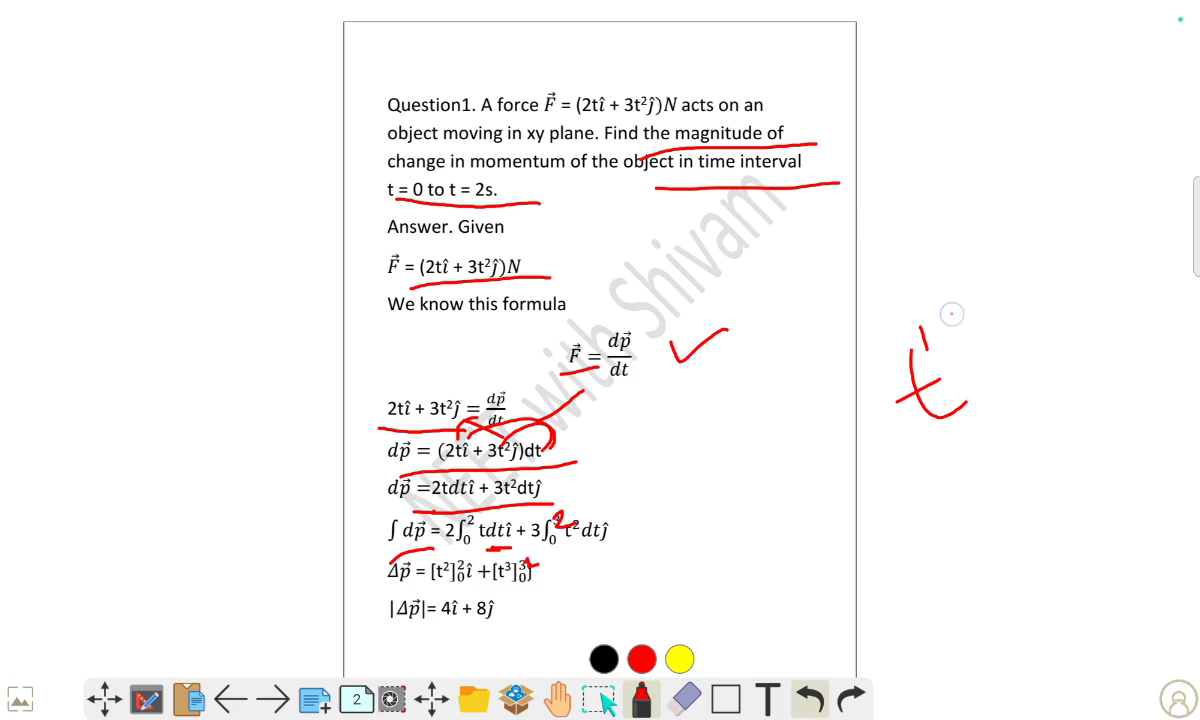 Question1. A force F⃗ = (2tî + 3t²ĵ)N acts on an
object moving in xy plane. Find the magnitude of
change in momentum of the object in time interval
t = 0 to t = 2s.
Answer. Given
F⃗ = (2tî + 3t²ĵ)N
We know this formula
F⃗ = dp⃗/dt
2tî + 3t²ĵ = dp⃗/dt
dp⃗ = (2tî + 3t²ĵ)dt
dp⃗ =2tdtî + 3t²dtĵ
∫ dp⃗ = 2∫₀² tdtî + 3∫₀² t²dtĵ
Δp⃗ = [t²]₀²î +[t³]₀²ĵ
|Δp⃗|= 4î + 8ĵ
NEET with Shivam
t
2
T